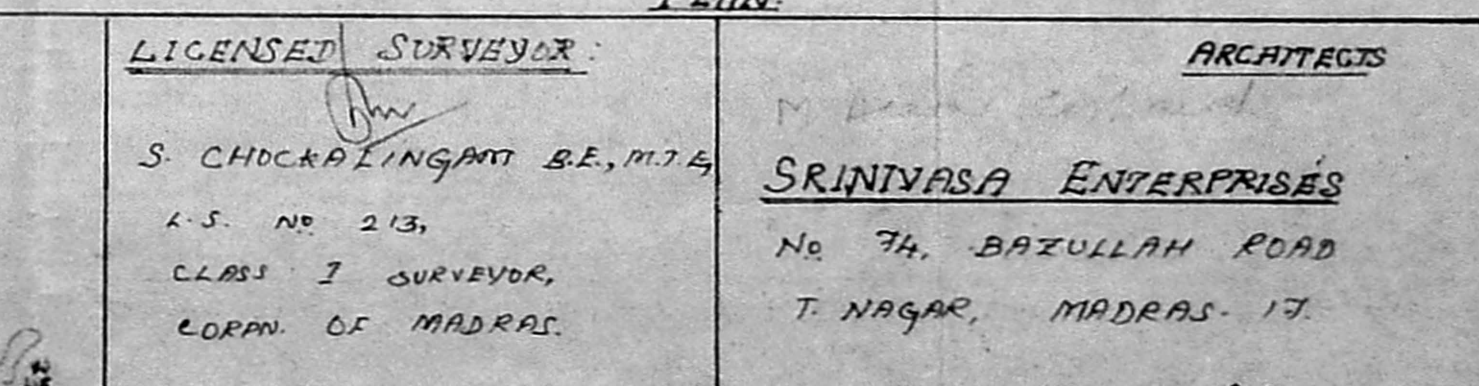 PLAN.
LICENSED SURVEYOR:
S. CHOCKALINGAM B.E., M.I.E,
L.S. No 213,
CLASS I SURVEYOR,
CORPN. OF MADRAS.
ARCHITECTS
SRINIVASA ENTERPRISES
No 74, BAZULLAH ROAD
T. NAGAR, MADRAS. 17.